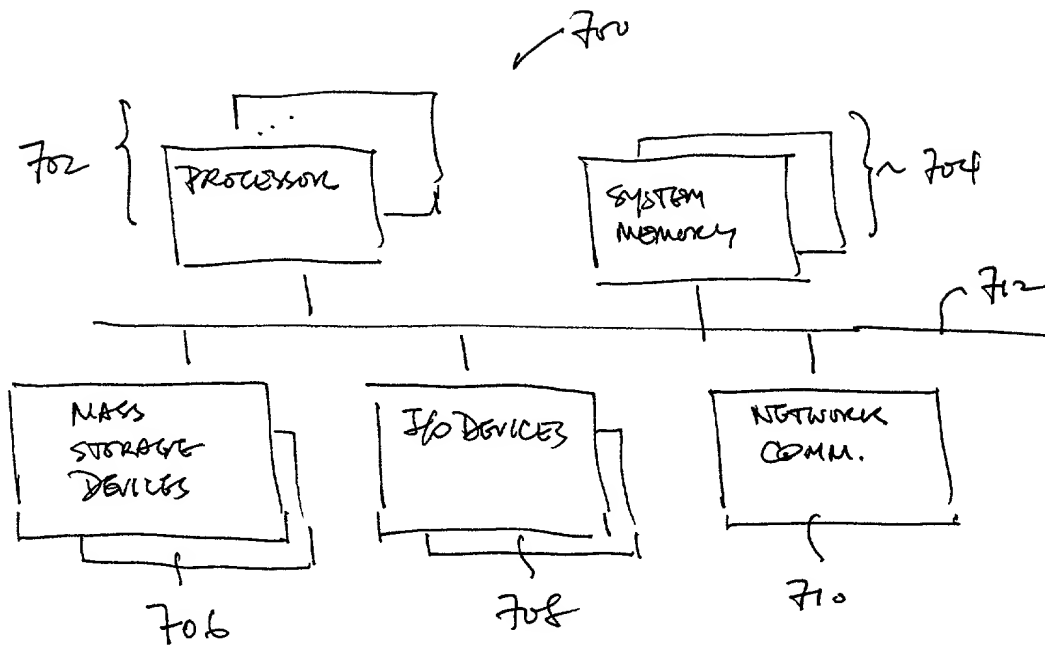 700
702
...
PROCESSOR
SYSTEM
MEMORY
704
712
MASS
STORAGE
DEVICES
I/O DEVICES
NETWORK
COMM.
706
708
710